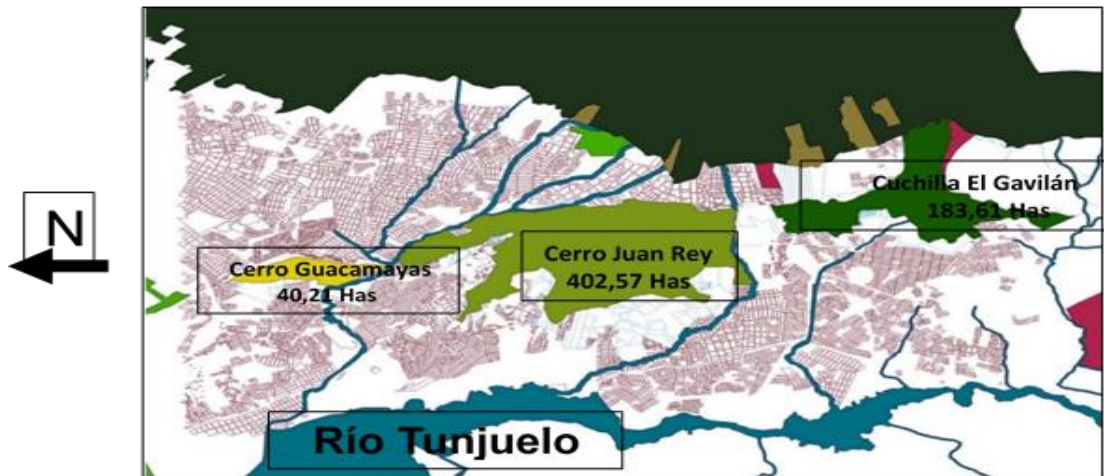 N
Cuchilla El Gavilán
183,61 Has
Cerro Juan Rey
402,57 Has
Cerro Guacamayas
40,21 Has
Río Tunjuelo